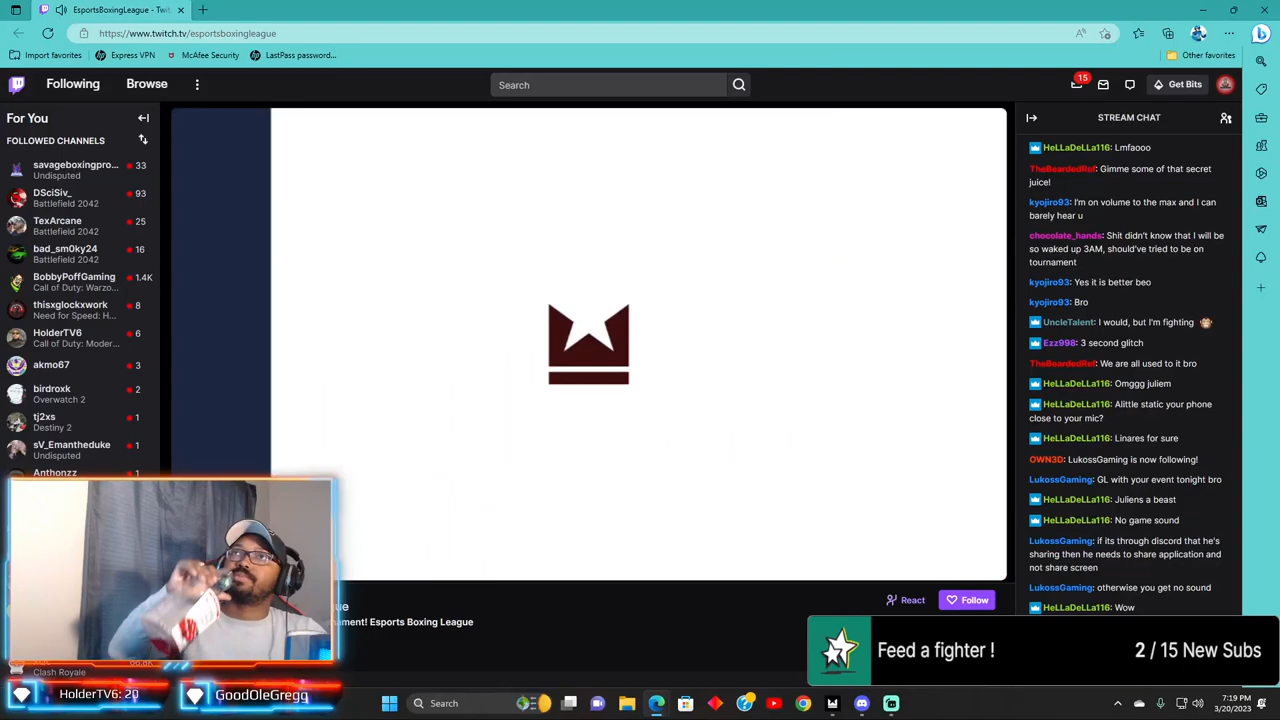 EsportsBoxingLeague - Twit
https://www.twitch.tv/esportsboxingleague
Import favorites
Express VPN
McAfee Security
LastPass password...
Other favorites
Following
Browse
Search
15
Get Bits
For You
FOLLOWED CHANNELS
savageboxingpro...
33
Undisputed
DSciSiv_
93
Battlefield 2042
TexArcane
25
Battlefield 2042
bad_sm0ky24
16
Battlefield 2042
BobbyPoffGaming
1.4K
Call of Duty: Warzo...
thisxglockxwork
8
Need for Speed: H...
HolderTV6
6
Call of Duty: Moder...
akmo67
3
birdroxk
2
Overwatch 2
tj2xs
1
Destiny 2
sV_Emantheduke
1
Undisputed
Anthonzz
1
Clash Royale
HolderTV6: 20
GoodOleGregg
React
Follow
nament! Esports Boxing League
STREAM CHAT
HeLLaDeLLa116: Lmfaooo
TheBeardedRef: Gimme some of that secret
juice!
kyojiro93: I'm on volume to the max and I can
barely hear u
chocolate_hands: Shit didn't know that I will be
so waked up 3AM, should've tried to be on
tournament
kyojiro93: Yes it is better beo
kyojiro93: Bro
UncleTalent: I would, but I'm fighting
Ezz998: 3 second glitch
TheBeardedRef: We are all used to it bro
HeLLaDeLLa116: Omggg juliem
HeLLaDeLLa116: Alittle static your phone
close to your mic?
HeLLaDeLLa116: Linares for sure
OWN3D: LukossGaming is now following!
LukossGaming: GL with your event tonight bro
HeLLaDeLLa116: Juliens a beast
HeLLaDeLLa116: No game sound
LukossGaming: if its through discord that he's
sharing then he needs to share application and
not share screen
LukossGaming: otherwise you get no sound
HeLLaDeLLa116: Wow
Feed a fighter !
2 / 15 New Subs
Search
7:19 PM
3/20/2023